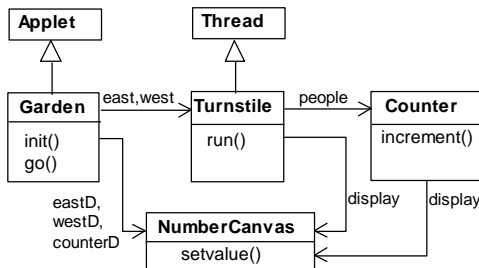 Applet
Thread
Garden
east,west
Turnstile
people
Counter
init()
go()
run()
increment()
eastD,
westD,
counterD
display
display
NumberCanvas
setvalue()